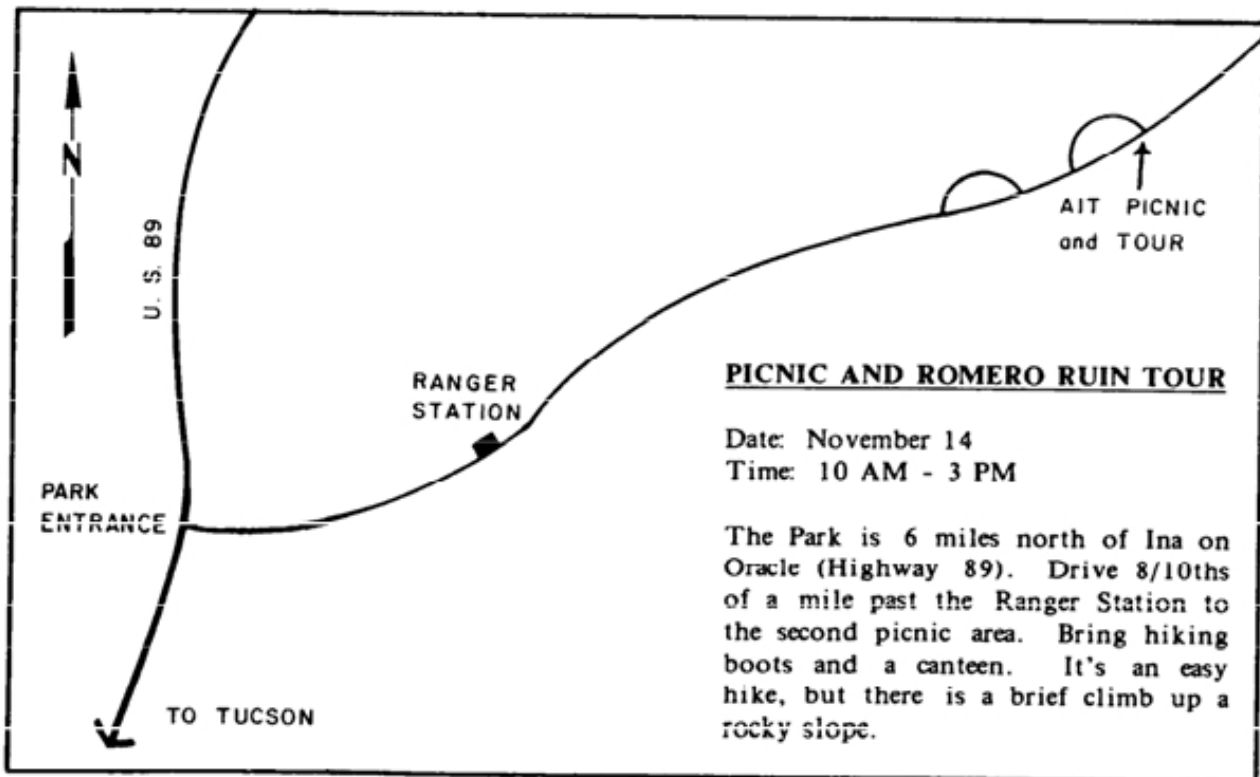 N
U. S. 89
AIT PICNIC
and TOUR
RANGER
STATION
PARK
ENTRANCE
TO TUCSON
PICNIC AND ROMERO RUIN TOUR
Date: November 14
Time: 10 AM - 3 PM
The Park is 6 miles north of Ina on
Oracle (Highway 89). Drive 8/10ths
of a mile past the Ranger Station to
the second picnic area. Bring hiking
boots and a canteen. It's an easy
hike, but there is a brief climb up a
rocky slope.